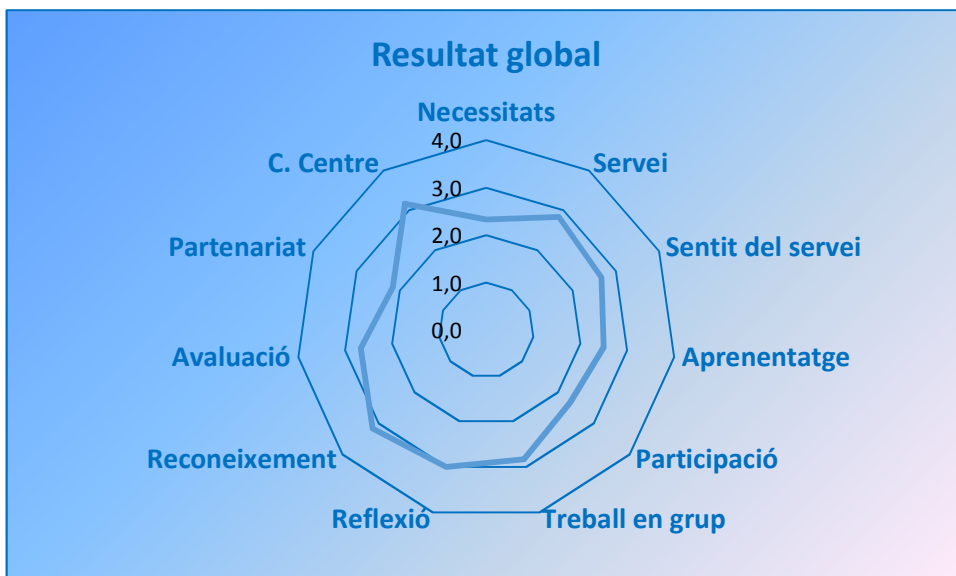 Resultat global
Necessitats
4,0
C. Centre
Servei
3,0
Partenariat
2,0
Sentit del servei
1,0
0,0
Avaluació
Aprenentatge
Reconeixement
Participació
Reflexió
Treball en grup